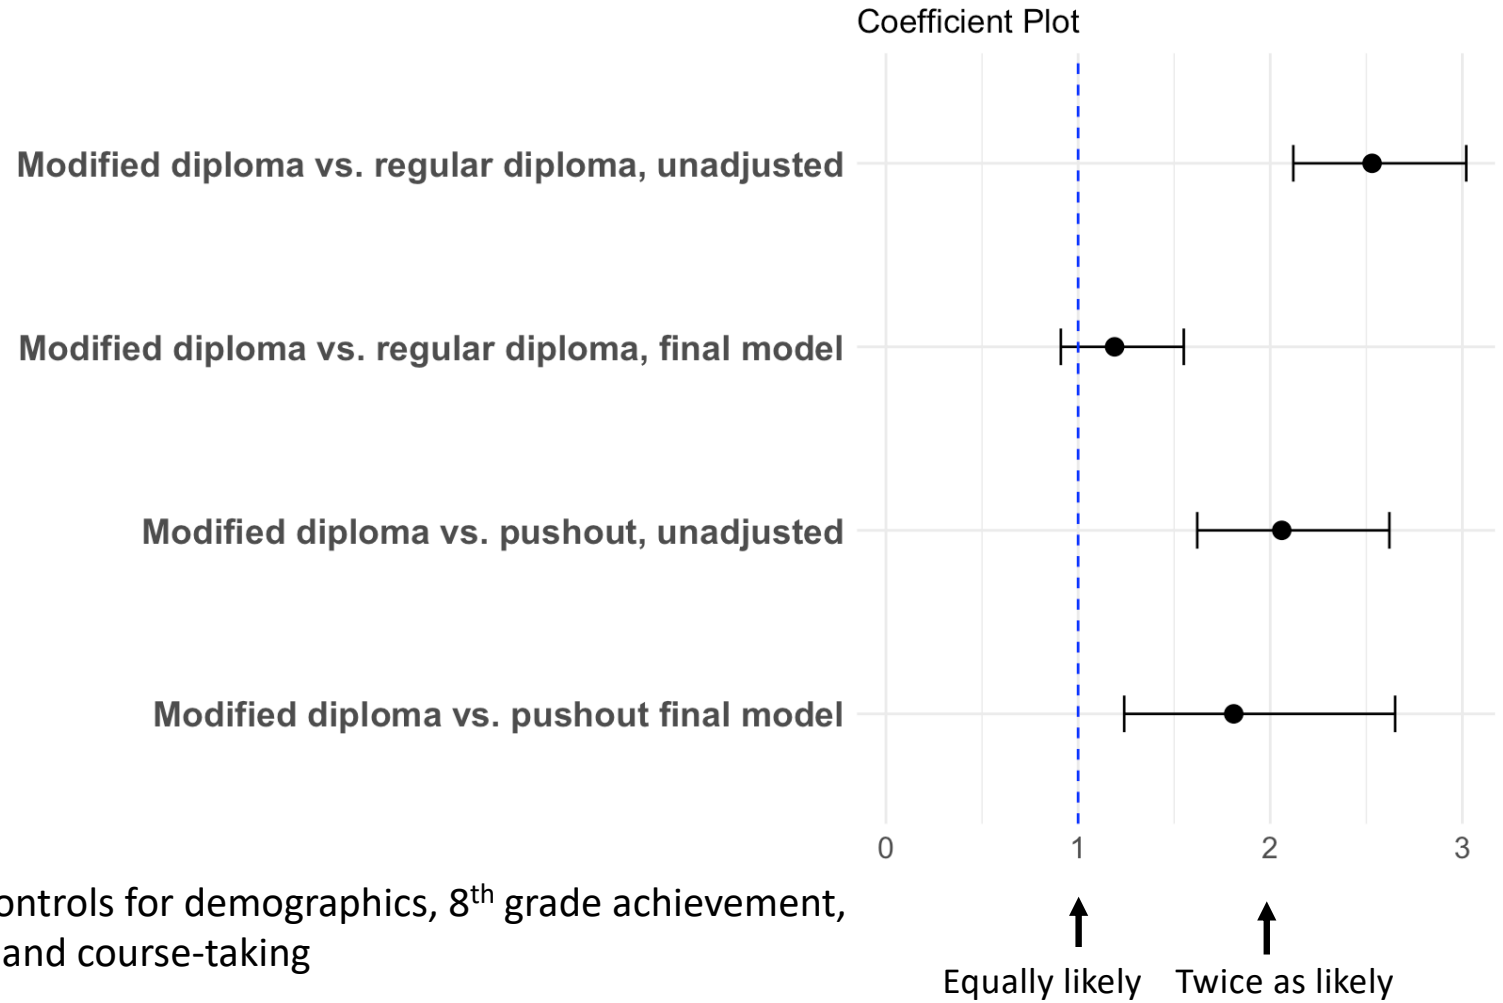 Coefficient Plot
Modified diploma vs. regular diploma, unadjusted
Modified diploma vs. regular diploma, final model
Modified diploma vs. pushout, unadjusted
Modified diploma vs. pushout final model
0 1 2 3
ontrols for demographics, 8th grade achievement,
and course-taking
Equally likely Twice as likely